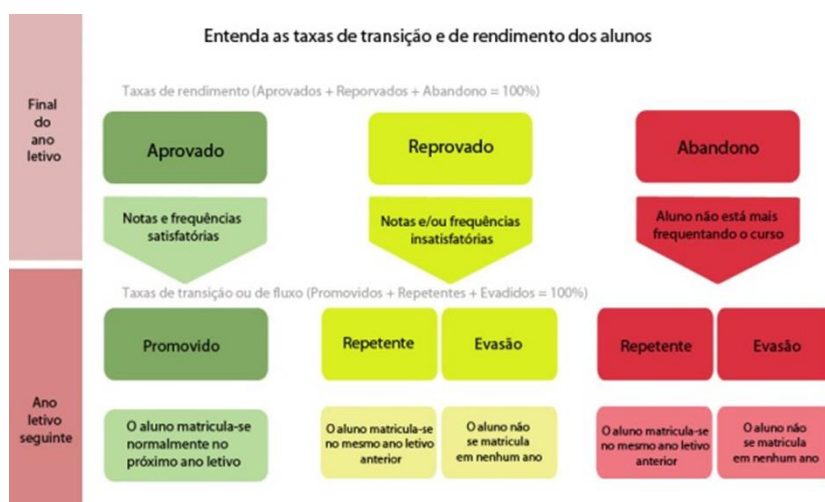 Entenda as taxas de transição e de rendimento dos alunos
Taxas de rendimento (Aprovados + Reporvados + Abandono = 100%)
Final
do
ano
letivo
Aprovado
Reprovado
Abandono
Notas e frequências
satisfatórias
Notas e/ou frequências
insatisfatórias
Aluno não está mais
frequentando o curso
Taxas de transição ou de fluxo (Promovidos + Repetentes + Evadidos = 100%)
Ano
letivo
seguinte
Promovido
Repetente
Evasão
Repetente
Evasão
O aluno matricula-se
normalmente no
próximo ano letivo
O aluno matricula-se
no mesmo ano letivo
anterior
O aluno não
se matricula
em nenhum ano
O aluno matricula-se
no mesmo ano letivo
anterior
O aluno não
se matricula
em nenhum ano